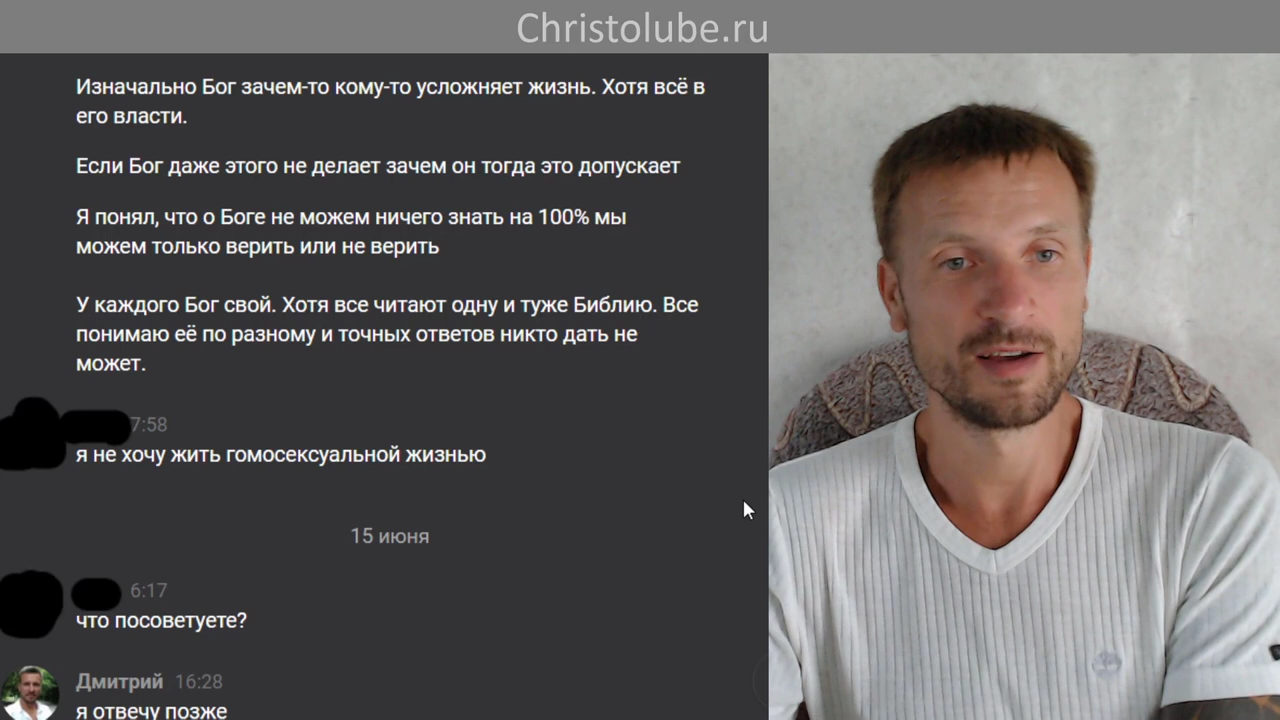 Christolube.ru
Изначально Бог зачем-то кому-то усложняет жизнь. Хотя всё в
его власти.
Если Бог даже этого не делает зачем он тогда это допускает
Я понял, что о Боге не можем ничего знать на 100% мы
можем только верить или не верить
У каждого Бог свой. Хотя все читают одну и туже Библию. Все
понимаю её по разному и точных ответов никто дать не
может.
7:58
я не хочу жить гомосексуальной жизнью
15 июня
6:17
что посоветуете?
Дмитрий 16:28
я отвечу позже